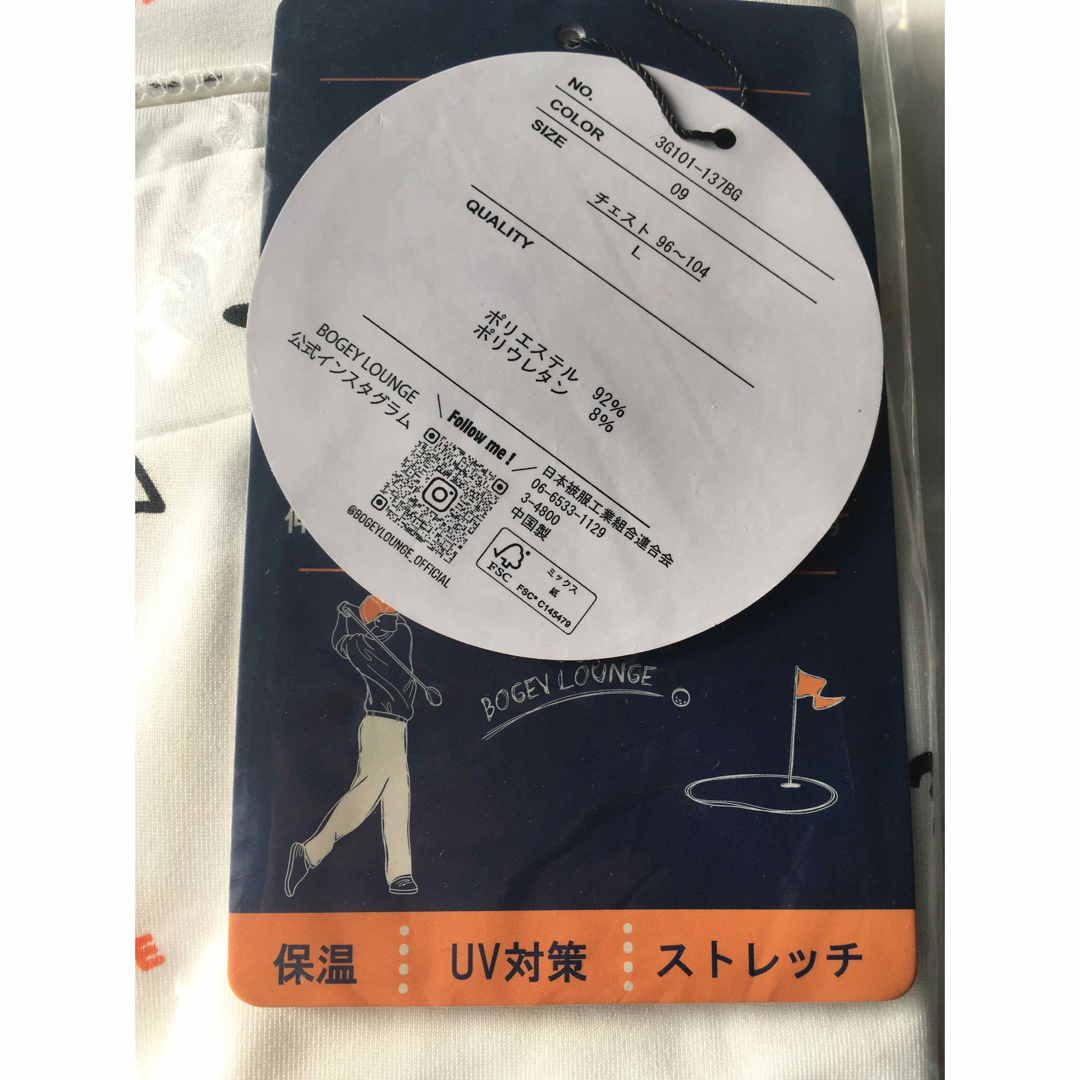 NO. 3G101-137BG
COLOR 09
SIZE チェスト 96～104
L
QUALITY
ポリエステル 92%
ポリウレタン 8%
BOGEY LOUNGE
公式インスタグラム
\ Follow me! /
@BOGEYLOUNGE_OFFICIAL
日本被服工業組合連合会
06-6533-1129
3-4800
中国製
FSC
ミックス
紙
FSC® C145479
BOGEY LOUNGE
保温 UV対策 ストレッチ